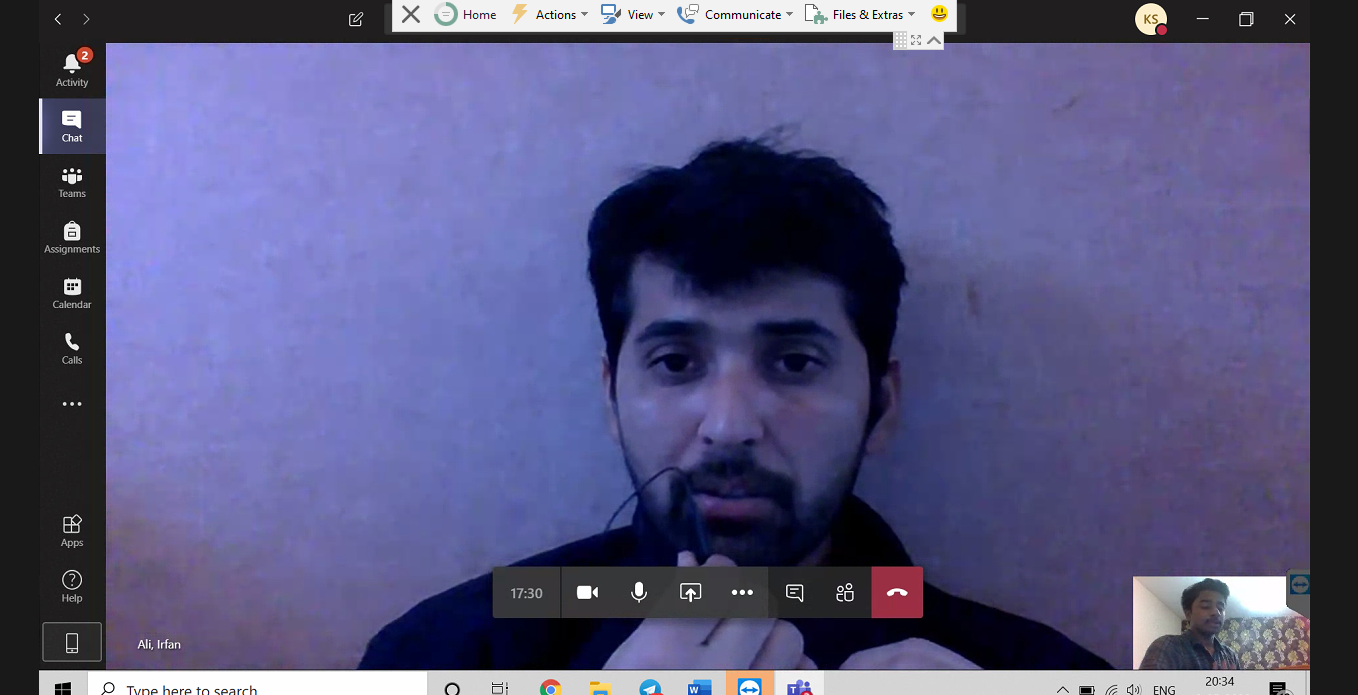 Home Actions View Communicate Files & Extras
KS
2
Activity
Chat
Teams
Assignments
Calendar
Calls
Apps
Help
17:30
Ali, Irfan
Type here to search
ENG
20:34